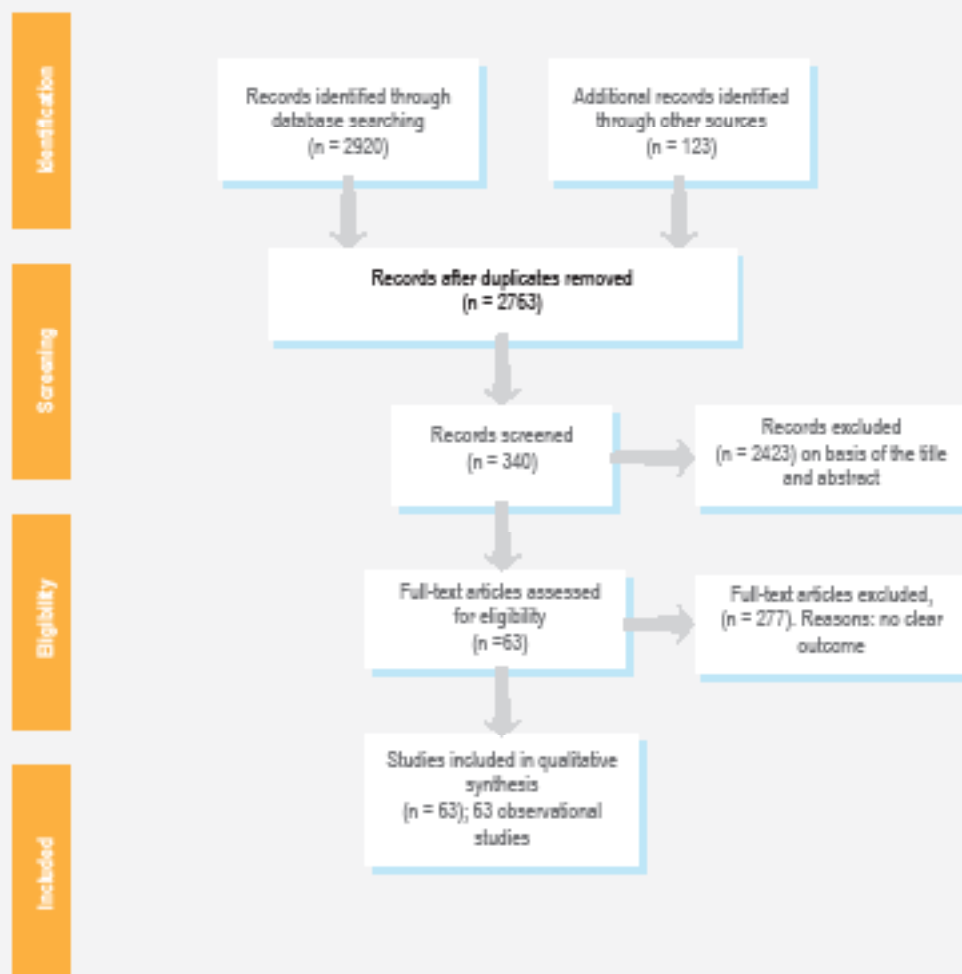 Identification
Records identified through
database searching
(n = 2920)
Additional records identified
through other sources
(n = 123)
Screening
Records after duplicates removed
(n = 2763)
Records screened
(n = 340)
Records excluded
(n = 2423) on basis of the title
and abstract
Eligibility
Full-text articles assessed
for eligibility
(n =63)
Full-text articles excluded,
(n = 277). Reasons: no clear
outcome
Included
Studies included in qualitative
synthesis
(n = 63); 63 observational
studies